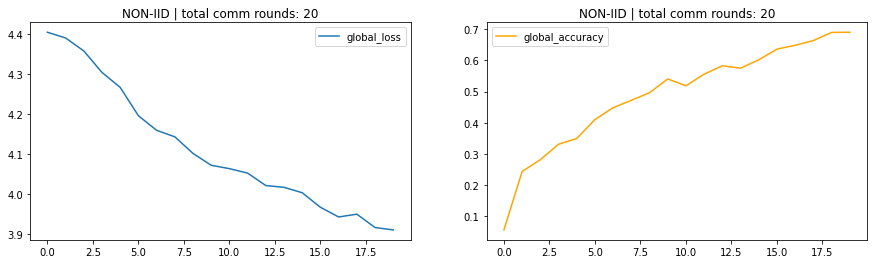 NON-IID | total comm rounds: 20
4.4
4.3
4.2
4.1
4.0
3.9
global_loss
0.0 2.5 5.0 7.5 10.0 12.5 15.0 17.5
NON-IID | total comm rounds: 20
0.7
0.6
0.5
0.4
0.3
0.2
0.1
global_accuracy
0.0 2.5 5.0 7.5 10.0 12.5 15.0 17.5